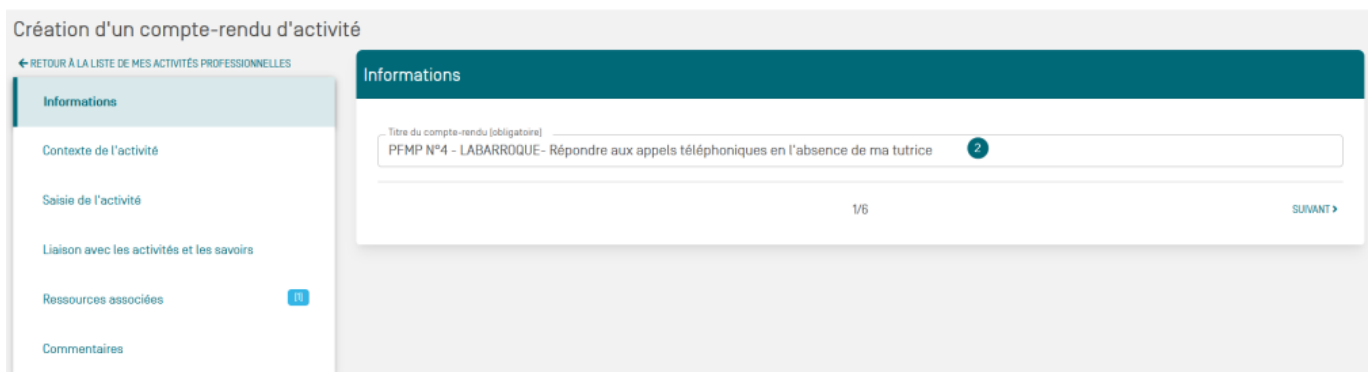 Création d'un compte-rendu d'activité
← RETOUR À LA LISTE DE MES ACTIVITÉS PROFESSIONNELLES
Informations
Contexte de l'activité
Saisie de l'activité
Liaison avec les activités et les savoirs
Ressources associées
Commentaires
Informations
Titre du compte-rendu (obligatoire)
PFMP N°4 - LABARROQUE- Répondre aux appels téléphoniques en l'absence de ma tutrice 2
1/6
SUIVANT >